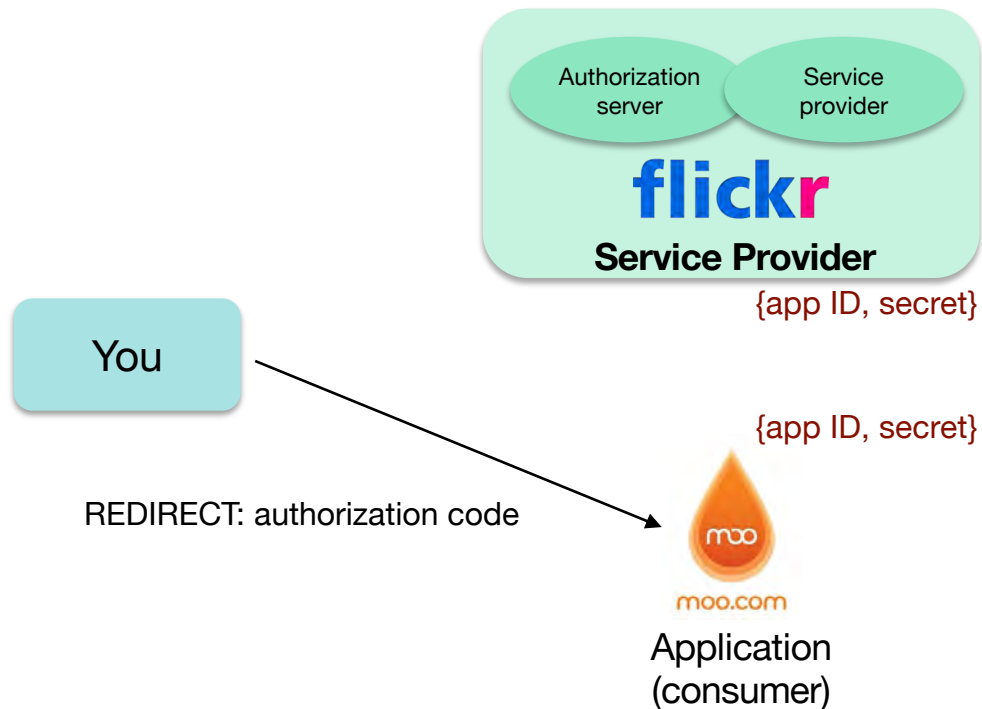 Authorization
server
Service
provider
flickr
Service Provider
{app ID, secret}
You
{app ID, secret}
REDIRECT: authorization code
moo
moo.com
Application
(consumer)